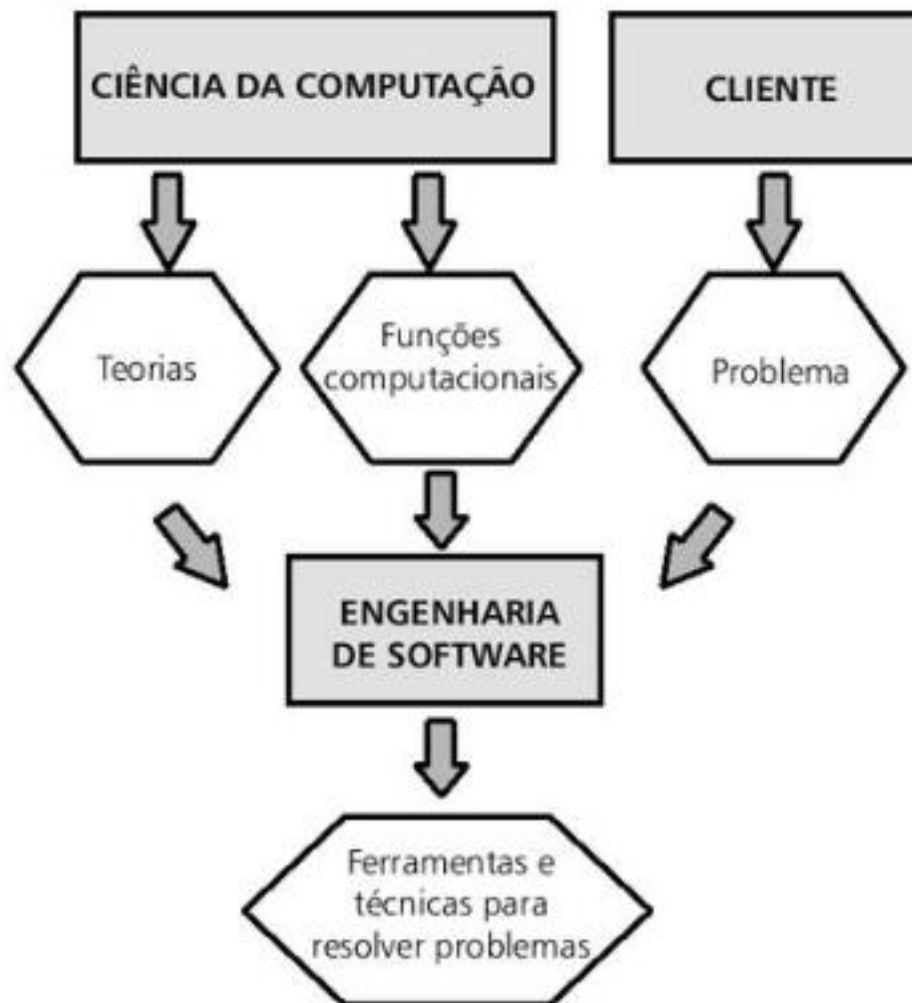 CIÊNCIA DA COMPUTAÇÃO
CLIENTE
Teorias
Funções
computacionais
Problema
ENGENHARIA
DE SOFTWARE
Ferramentas e
técnicas para
resolver problemas